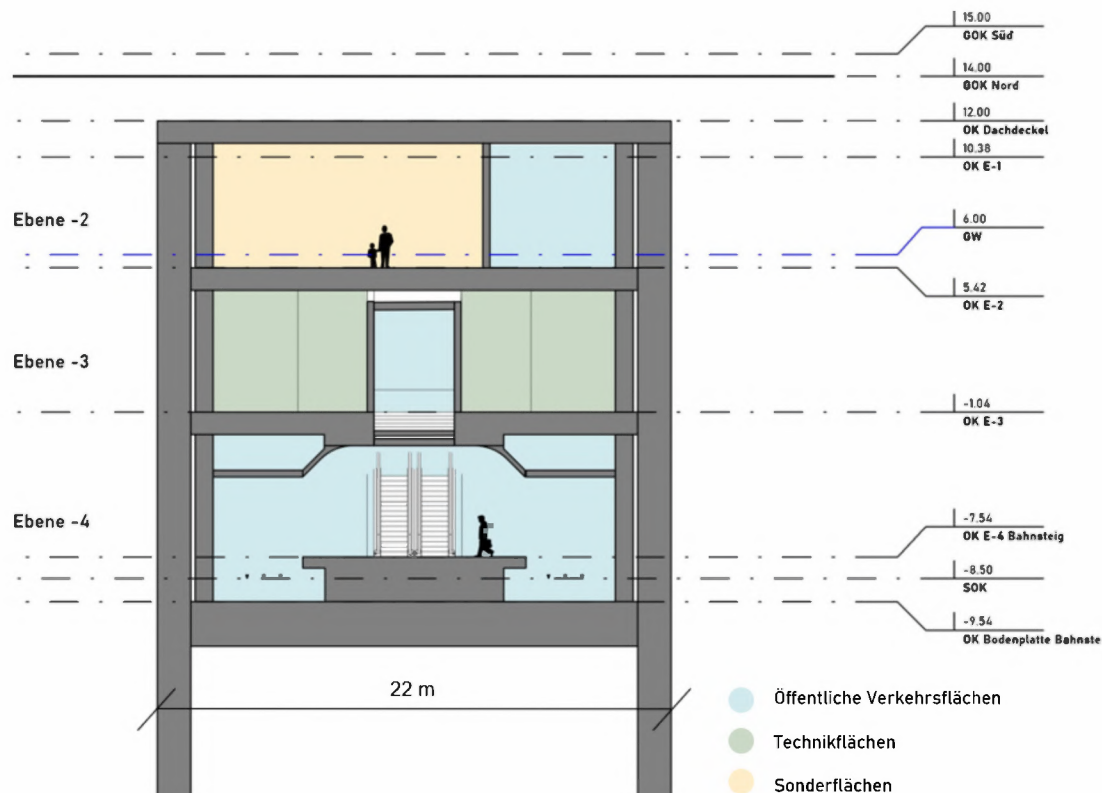 15.00
GOK Süd
14.00
GOK Nord
12.00
OK Dachdeckel
10.38
OK E-1
Ebene -2
6.00
GW
5.42
OK E-2
Ebene -3
-1.04
OK E-3
Ebene -4
-7.54
OK E-4 Bahnsteig
-8.50
SOK
-9.54
OK Bodenplatte Bahnste
22 m
Öffentliche Verkehrsflächen
Technikflächen
Sonderflächen